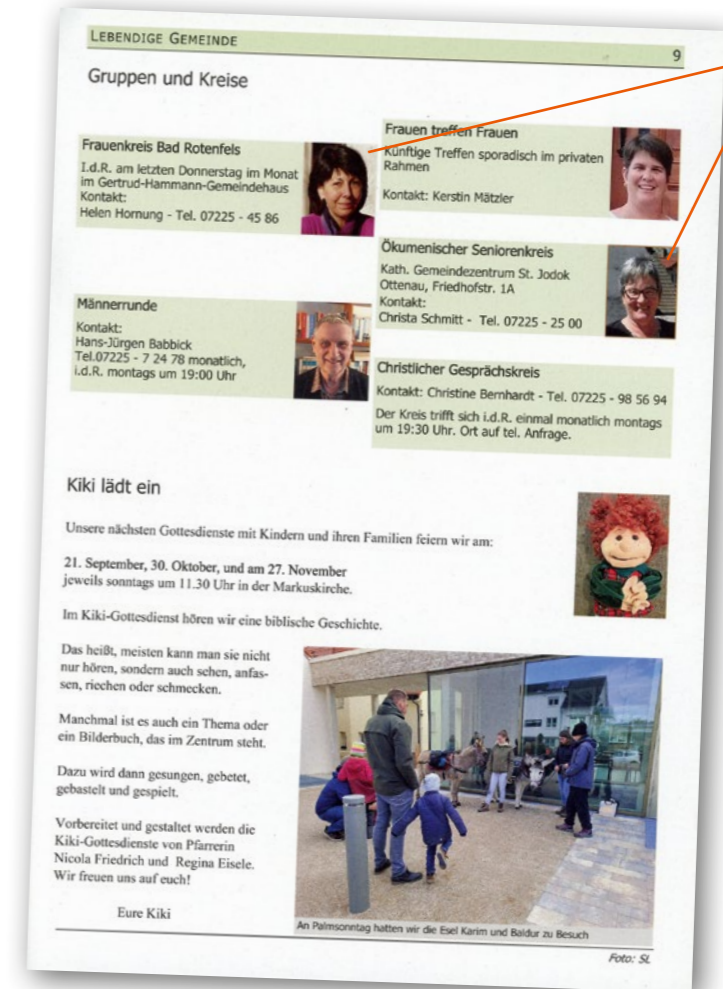 LEBENDIGE GEMEINDE
9
Gruppen und Kreise
Frauenkreis Bad Rotenfels
I.d.R. am letzten Donnerstag im Monat
im Gertrud-Hammann-Gemeindehaus
Kontakt:
Helen Hornung - Tel. 07225 - 45 86
Männerrunde
Kontakt:
Hans-Jürgen Babbick
Tel.07225 - 7 24 78 monatlich,
i.d.R. montags um 19:00 Uhr
Frauen treffen Frauen
Künftige Treffen sporadisch im privaten
Rahmen
Kontakt: Kerstin Mätzler
Ökumenischer Seniorenkreis
Kath. Gemeindezentrum St. Jodok
Ottenau, Friedhofstr. 1A
Kontakt:
Christa Schmitt - Tel. 07225 - 25 00
Christlicher Gesprächskreis
Kontakt: Christine Bernhardt - Tel. 07225 - 98 56 94
Der Kreis trifft sich i.d.R. einmal monatlich montags
um 19:30 Uhr. Ort auf tel. Anfrage.
Kiki lädt ein
Unsere nächsten Gottesdienste mit Kindern und ihren Familien feiern wir am:
21. September, 30. Oktober, und am 27. November
jeweils sonntags um 11.30 Uhr in der Markuskirche.
Im Kiki-Gottesdienst hören wir eine biblische Geschichte.
Das heißt, meisten kann man sie nicht
nur hören, sondern auch sehen, anfas-
sen, riechen oder schmecken.
Manchmal ist es auch ein Thema oder
ein Bilderbuch, das im Zentrum steht.
Dazu wird dann gesungen, gebetet,
gebastelt und gespielt.
Vorbereitet und gestaltet werden die
Kiki-Gottesdienste von Pfarrerin
Nicola Friedrich und Regina Eisele.
Wir freuen uns auf euch!
Eure Kiki
An Palmsonntag hatten wir die Esel Karim und Baldur zu Besuch
Foto: SL